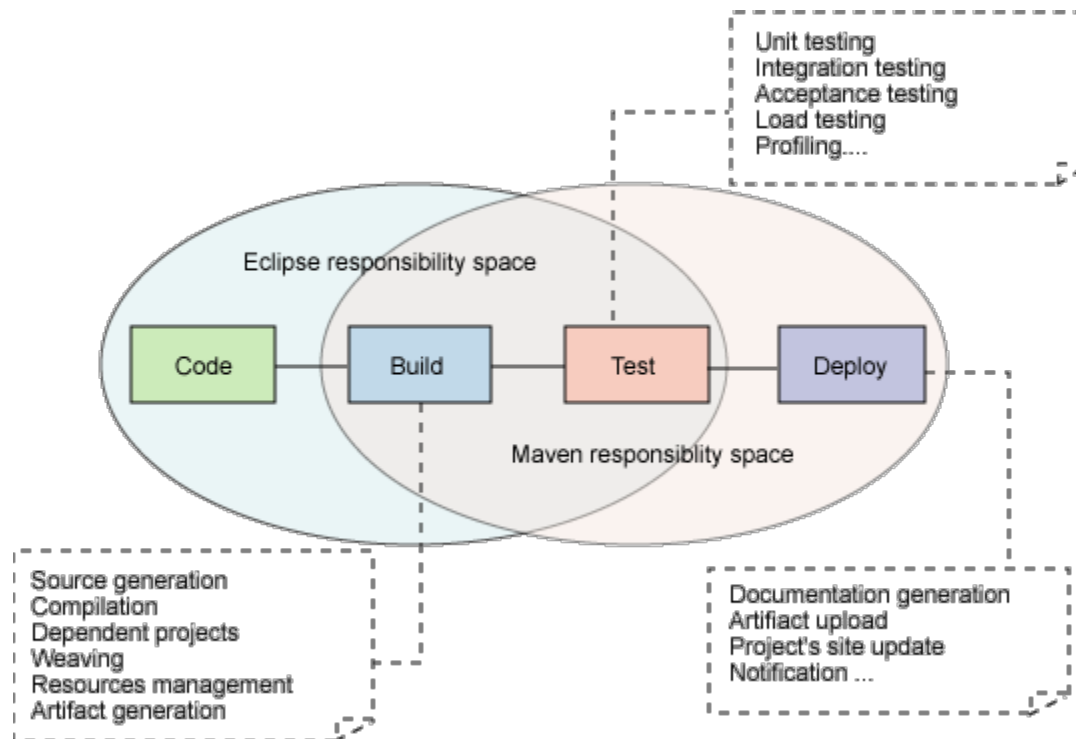 Unit testing
Integration testing
Acceptance testing
Load testing
Profiling....
Eclipse responsibility space
Code
Build
Test
Deploy
Maven responsiblity space
Source generation
Compilation
Dependent projects
Weaving
Resources management
Artifact generation
Documentation generation
Artifiact upload
Project's site update
Notification ...